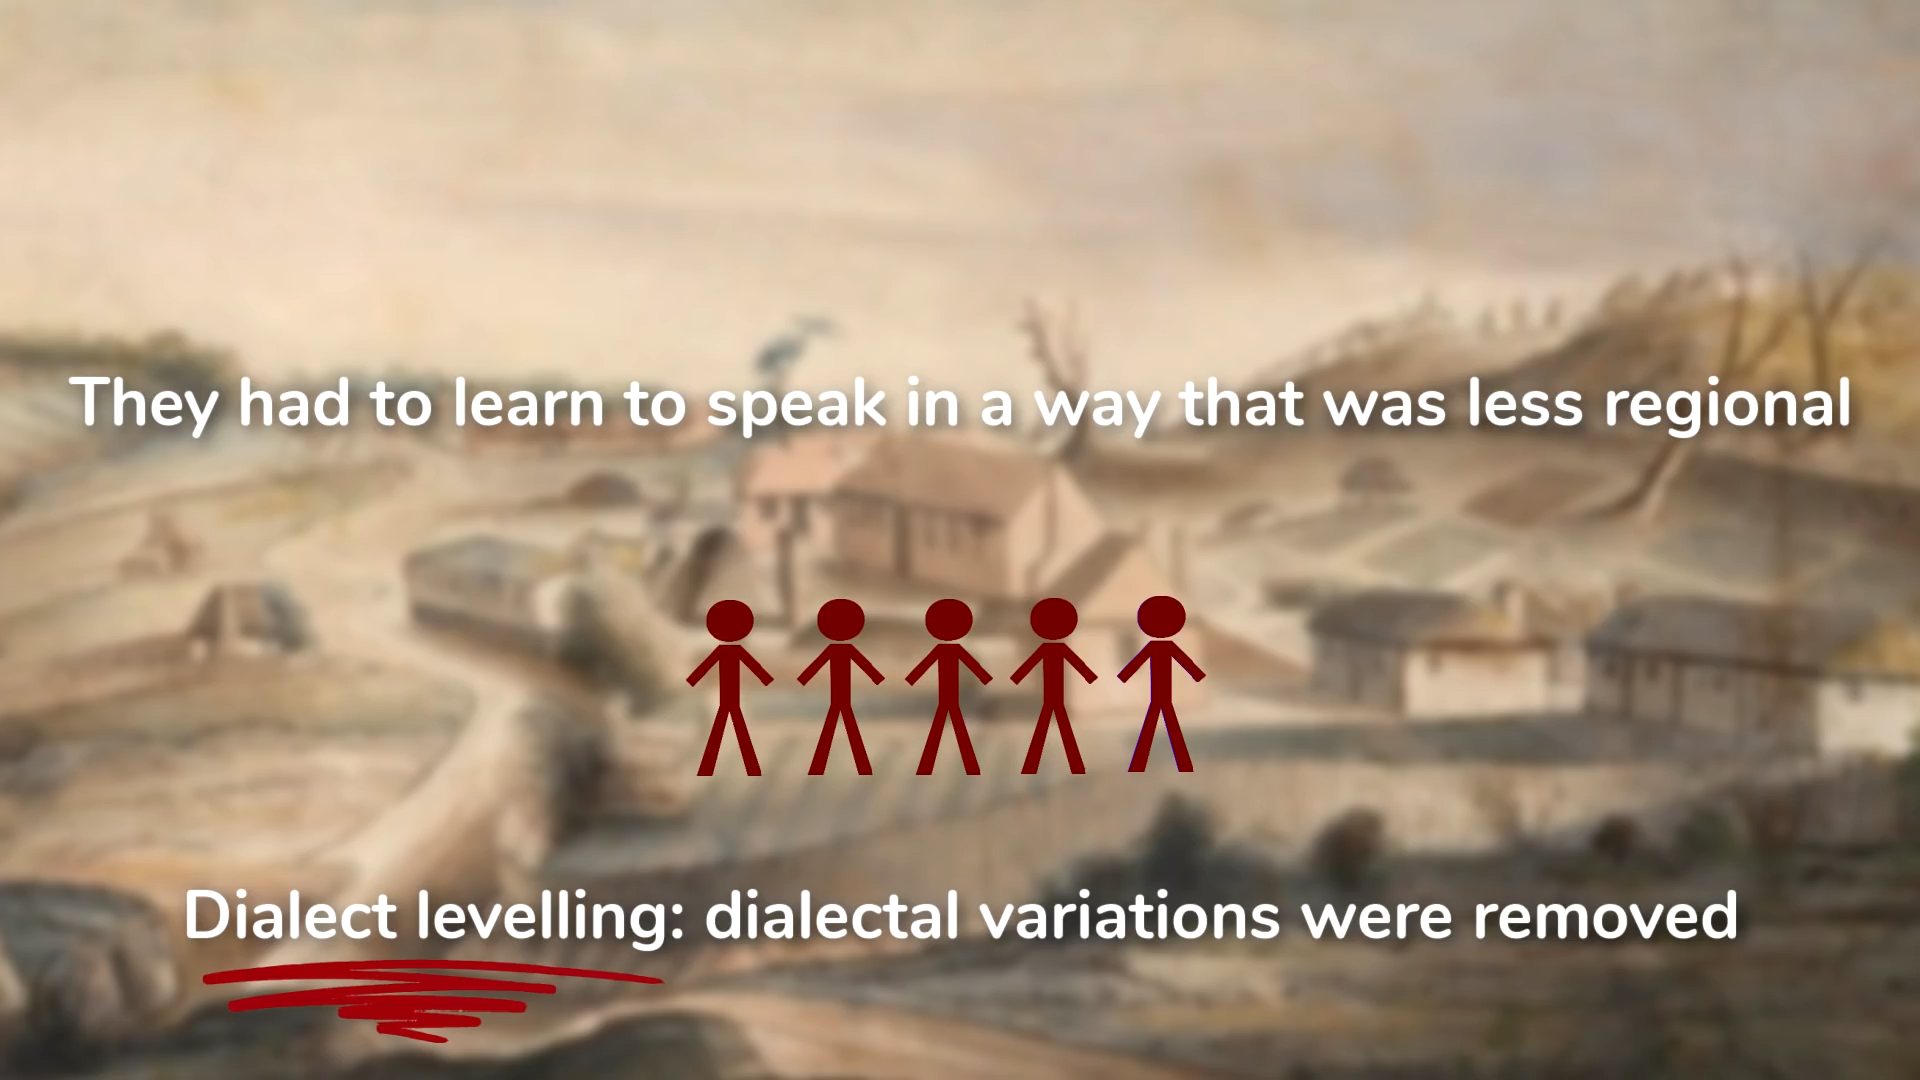 They had to learn to speak in a way that was less regional
Dialect levelling: dialectal variations were removed